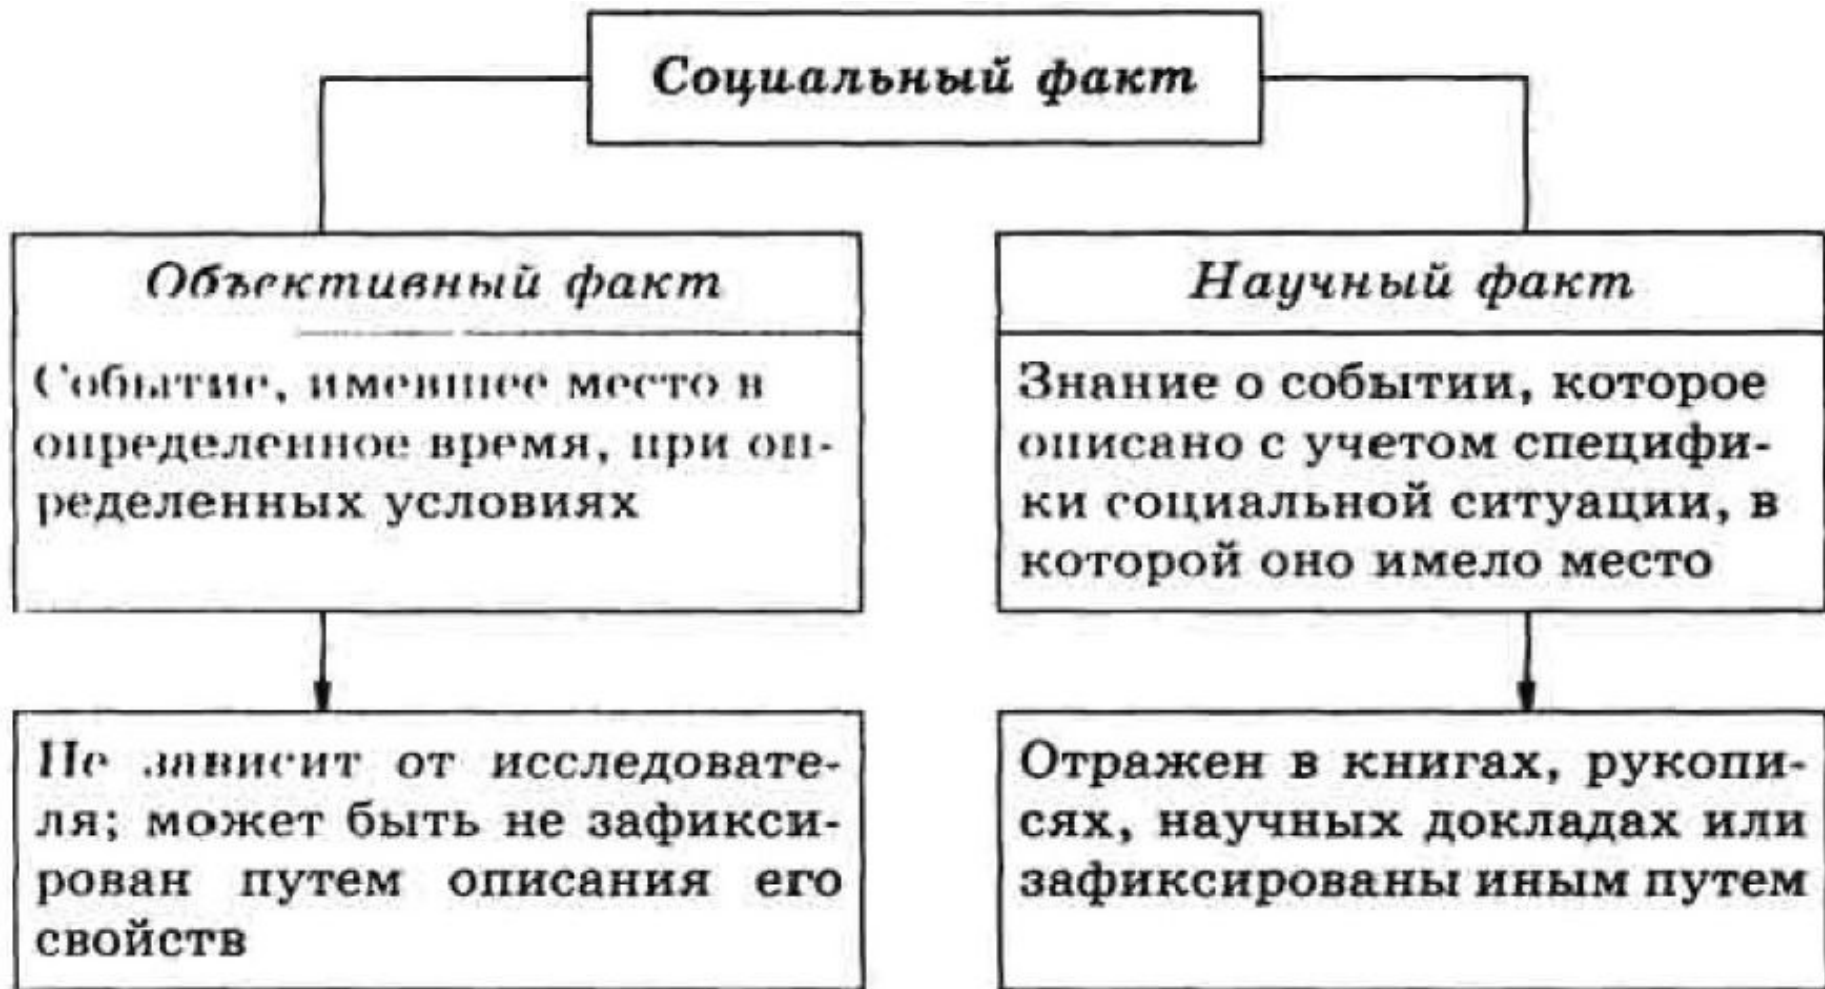 Социальный факт
Объективный факт
Событие, имевшее место в
определенное время, при оп-
ределенных условиях
Не зависит от исследовате-
ля; может быть не зафикси-
рован путем описания его
свойств
Научный факт
Знание о событии, которое
описано с учетом специфи-
ки социальной ситуации, в
которой оно имело место
Отражен в книгах, рукопи-
сях, научных докладах или
зафиксированы иным путем